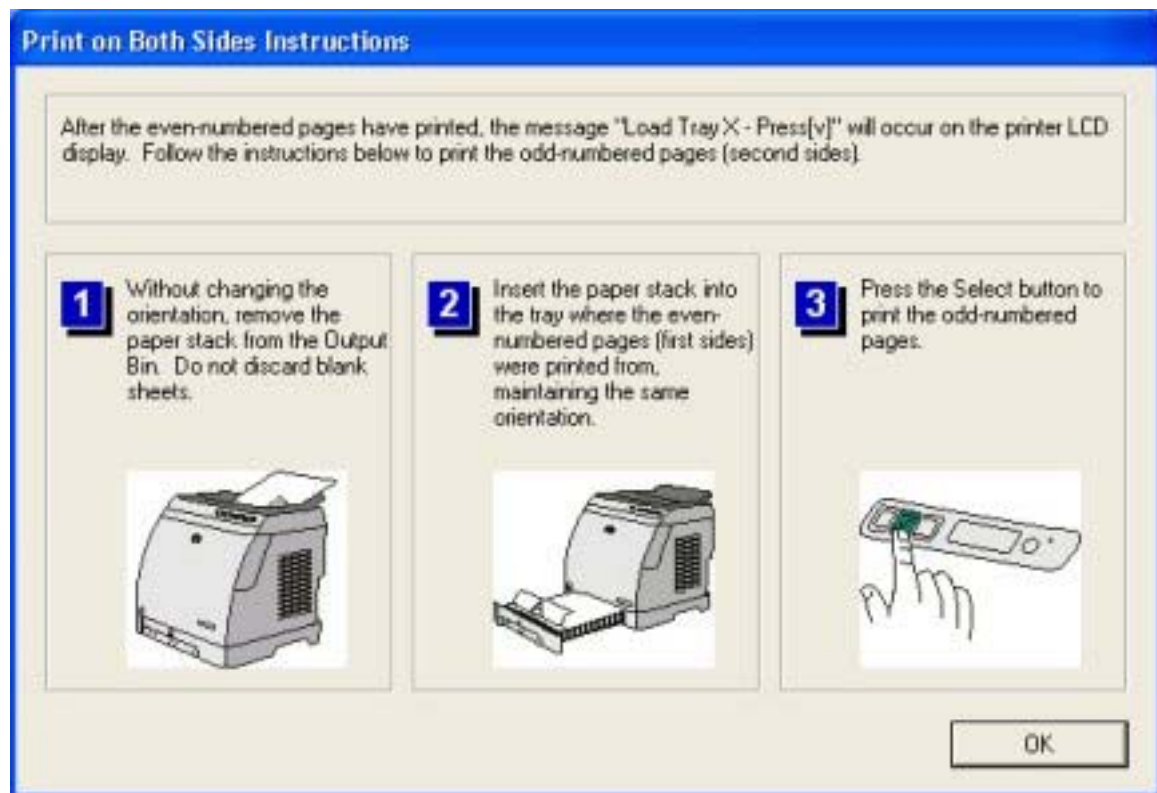 Print on Both Sides Instructions
After the even-numbered pages have printed, the message "Load Tray X - Press[v]" will occur on the printer LCD
display.  Follow the instructions below to print the odd-numbered pages (second sides).
1
Without changing the
orientation, remove the
paper stack from the Output
Bin.  Do not discard blank
sheets.
2
Insert the paper stack into
the tray where the even-
numbered pages (first sides)
were printed from,
maintaining the same
orientation.
3
Press the Select button to
print the odd-numbered
pages.
OK